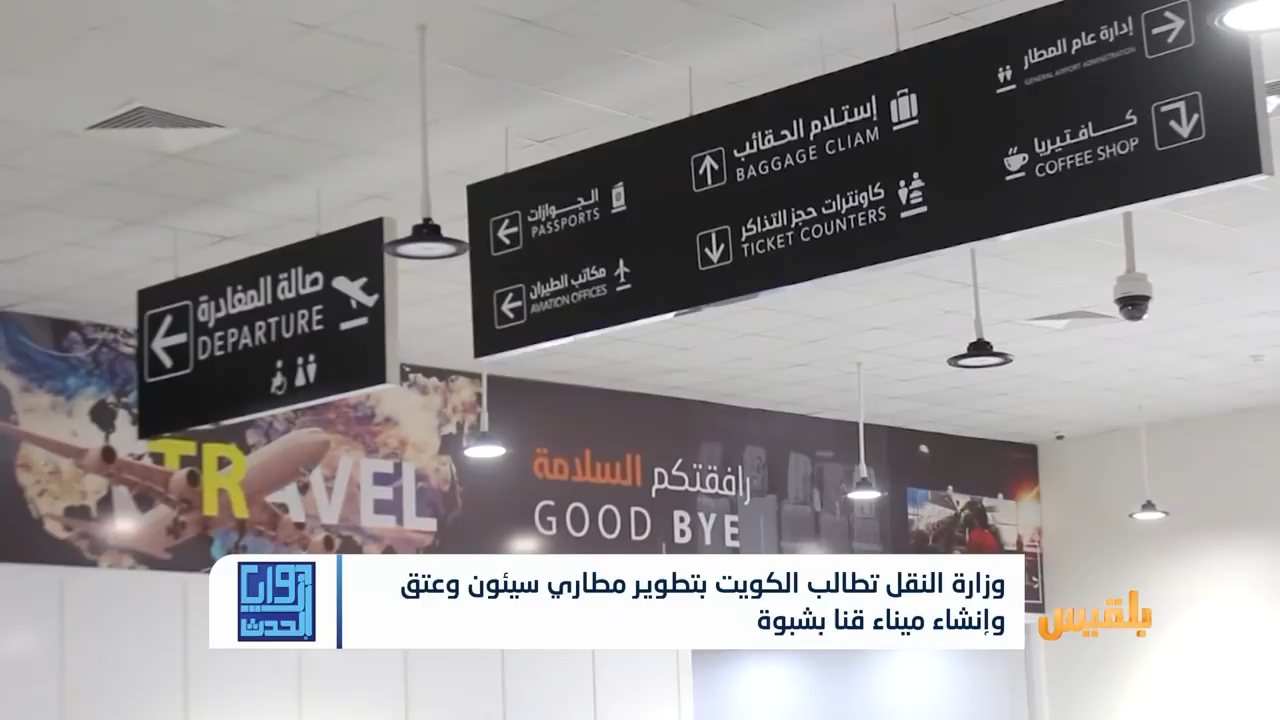 إدارة عام المطار
GENERAL AIRPORT ADMINISTRATION
كـافـتيريا
COFFEE SHOP
إستلام الحقائب
BAGGAGE CLIAM
كاونترات حجز التذاكر
TICKET COUNTERS
الجـوازات
PASSPORTS
مكاتب الطيران
AVIATION OFFICES
صالة المغادرة
DEPARTURE
TRAVEL
رافقتكم السلامة
GOOD BYE
وزارة النقل تطالب الكويت بتطوير مطاري سيئون وعتق
وإنشاء ميناء قنا بشبوة
زوايا
الحدث
بلقيس